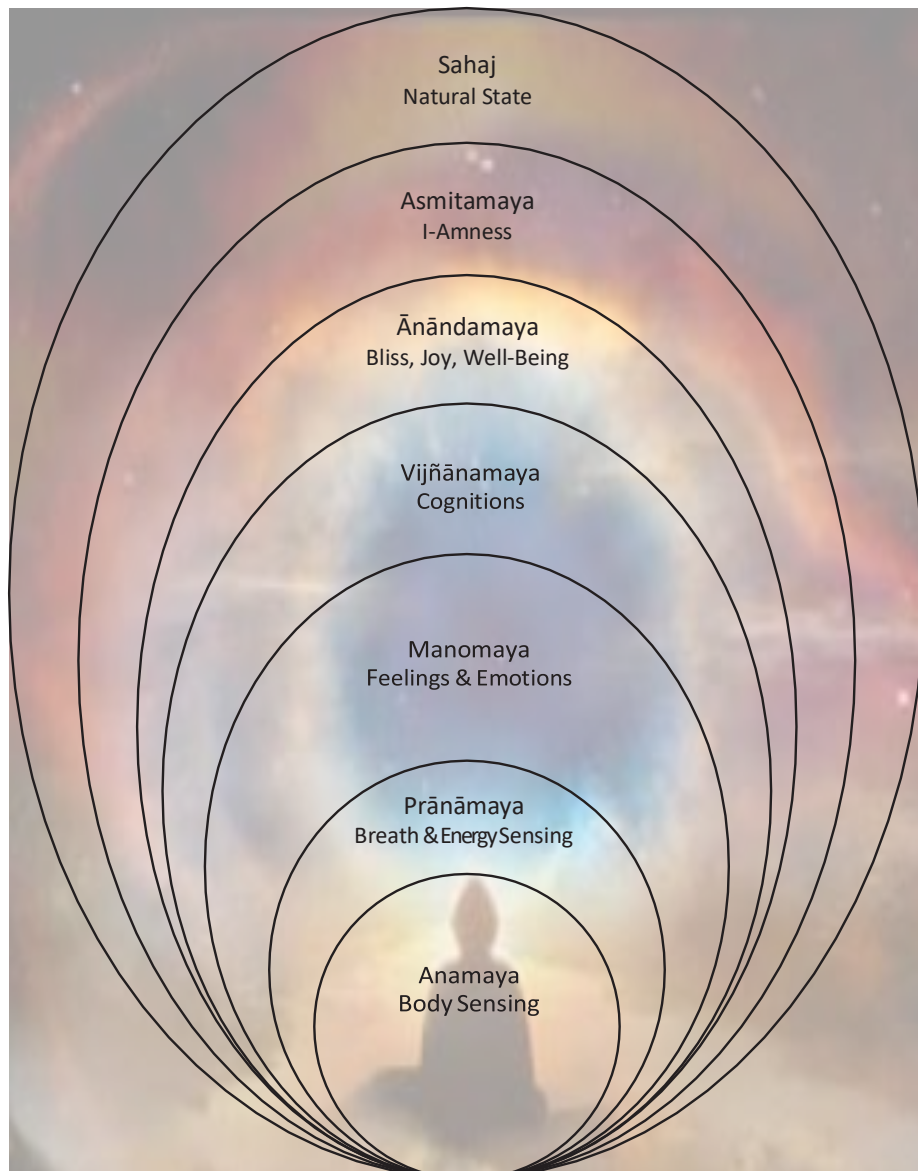 Sahaj
Natural State
Asmitamaya
I-Amness
Ānāndamaya
Bliss, Joy, Well-Being
Vijñānamaya
Cognitions
Manomaya
Feelings & Emotions
Prānāmaya
Breath & Energy Sensing
Anamaya
Body Sensing